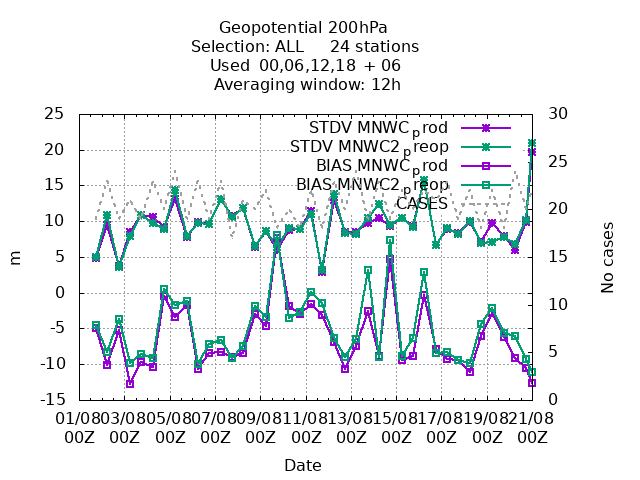 Geopotential 200hPa
Selection: ALL 24 stations
Used 00,06,12,18 + 06
Averaging window: 12h
25
20
15
10
5
0
-5
-10
-15
m
30
25
20
15
10
5
0
No cases
STDV MNWC_prod
STDV MNWC2_preop
BIAS MNWC_prod
BIAS MNWC2_preop
CASES
01/08 03/08 05/08 07/08 09/08 11/08 13/08 15/08 17/08 19/08 21/08
00Z 00Z 00Z 00Z 00Z 00Z 00Z 00Z 00Z 00Z 00Z
Date